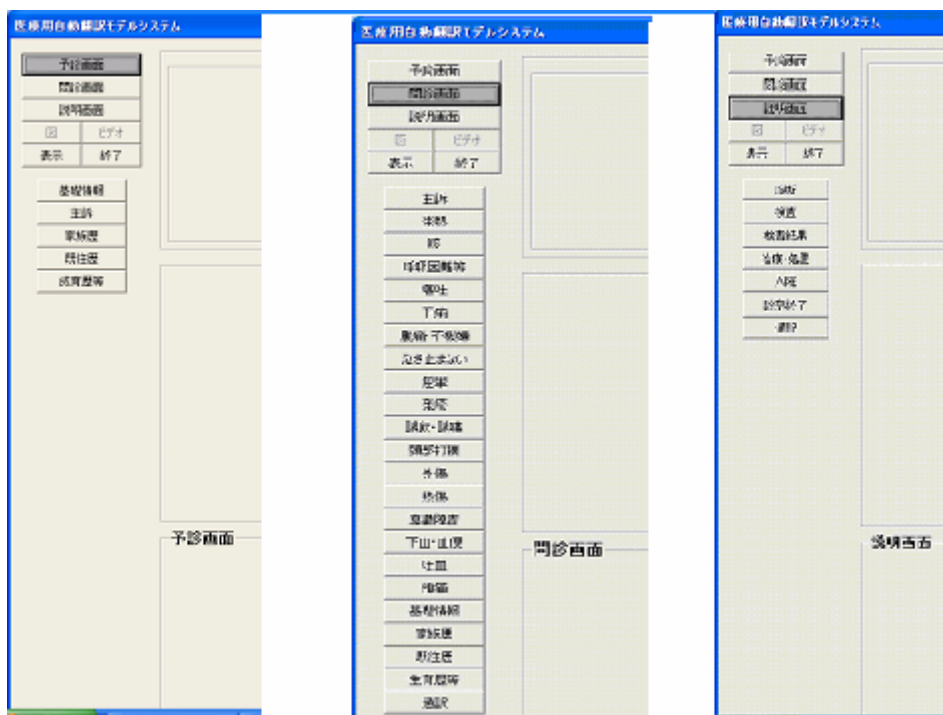 医療用自動翻訳モデルシステム
予診画面
問診画面
説明画面
図 ビデオ
表示 終了
基礎情報
主訴
家族歴
既往歴
成育歴等
予診画面
医療用自動翻訳モデルシステム
予診画面
問診画面
説明画面
図 ビデオ
表示 終了
主訴
発熱
咳
呼吸困難等
嘔吐
下痢
腹痛・不機嫌
泣き止まない
痙攣
発疹
誤飲・誤嚥
頭部打撲
外傷
熱傷
意識障害
下血・血便
吐血
基礎情報
家族歴
既往歴
生育歴等
通訳
問診画面
医療用自動翻訳モデルシステム
予診画面
問診画面
説明画面
図 ビデオ
表示 終了
診断
検査
検査結果
治療・処置
入院
診察終了
通訳
説明画面